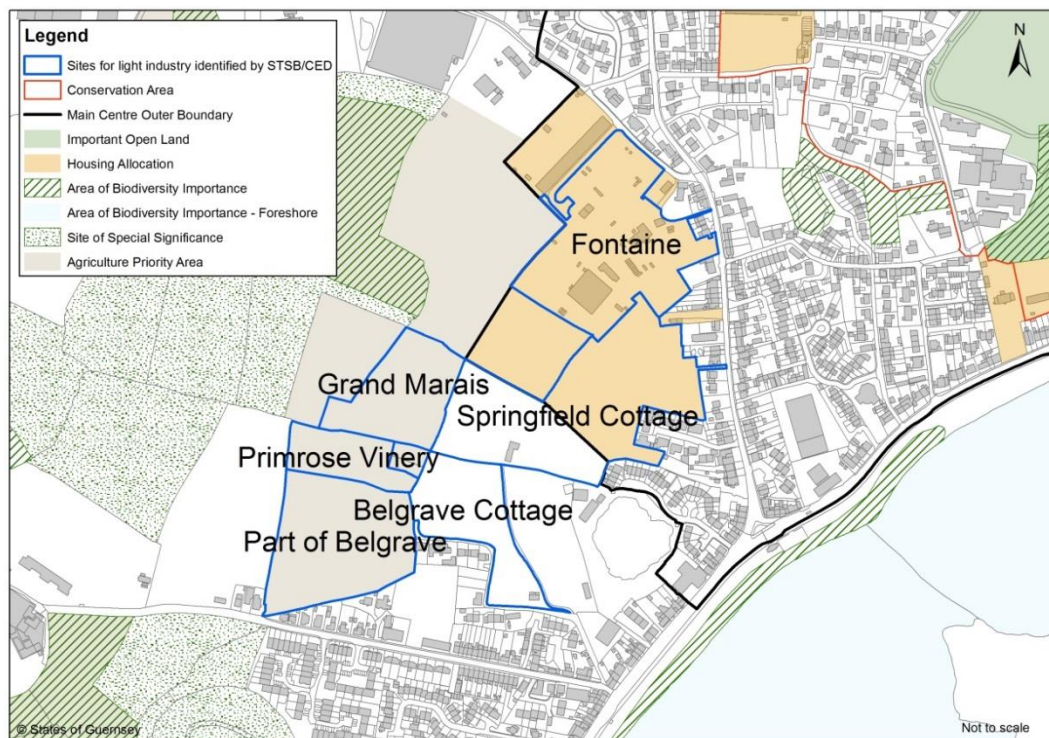 Legend
Sites for light industry identified by STSB/CED
Conservation Area
Main Centre Outer Boundary
Important Open Land
Housing Allocation
Area of Biodiversity Importance
Area of Biodiversity Importance - Foreshore
Site of Special Significance
Agriculture Priority Area
N
Fontaine
Grand Marais
Springfield Cottage
Primrose Vinery
Belgrave Cottage
Part of Belgrave
© States of Guernsey
Not to scale